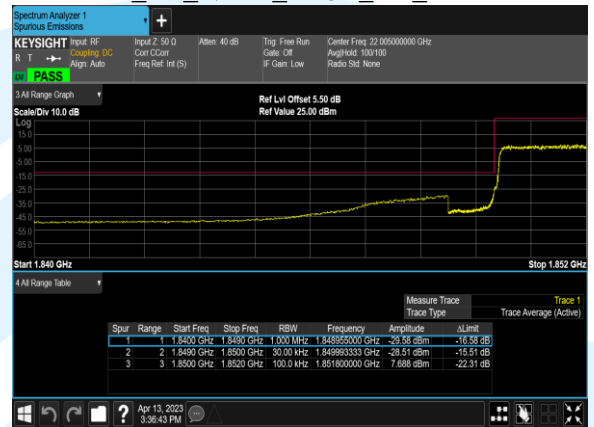 Spectrum Analyzer 1
Spurious Emissions
KEYSIGHT Input: RF Input Z: 50 Ω Atten: 40 dB Trig: Free Run Center Freq: 22.005000000 GHz
R T Coupling: DC Corr CCorr Gate: Off Avg|Hold: 100/100
Align: Auto Freq Ref: Int (S) IF Gain: Low Radio Std: None
LV PASS
3 All Range Graph
Ref Lvl Offset 5.50 dB
Scale/Div 10.0 dB Ref Value 25.00 dBm
Log
15.0
5.00
-5.00
-15.0
-25.0
-35.0
-45.0
-55.0
-65.0
Start 1.840 GHz Stop 1.852 GHz
4 All Range Table
Measure Trace Trace 1
Trace Type Trace Average (Active)
Spur Range Start Freq Stop Freq RBW Frequency Amplitude ΔLimit
1 1 1.8400 GHz 1.8490 GHz 1.000 MHz 1.848955000 GHz -29.58 dBm -16.58 dB
2 2 1.8490 GHz 1.8500 GHz 30.00 kHz 1.849993333 GHz -28.51 dBm -15.51 dB
3 3 1.8500 GHz 1.8520 GHz 100.0 kHz 1.851800000 GHz 7.688 dBm -22.31 dB
Apr 13, 2023
3:36:43 PM